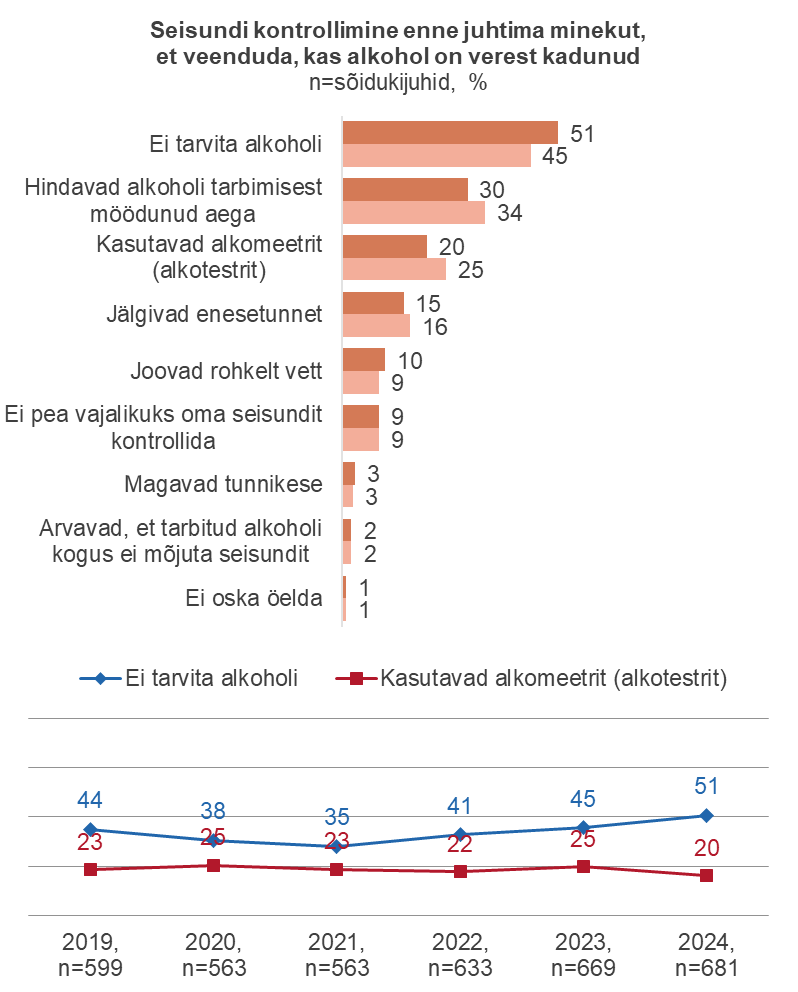 Seisundi kontrollimine enne juhtima minekut,
et veenduda, kas alkohol on verest kadunud
n=sõidukijuhid, %
Ei tarvita alkoholi
51
45
Hindavad alkoholi tarbimisest
möödunud aega
30
34
Kasutavad alkomeetrit
(alkotestrit)
20
25
Jälgivad enesetunnet
15
16
Joovad rohkelt vett
10
9
Ei pea vajalikuks oma seisundit
kontrollida
9
9
Magavad tunnikese
3
3
Arvavad, et tarbitud alkoholi
kogus ei mõjuta seisundit
2
2
Ei oska öelda
1
1
Ei tarvita alkoholi
Kasutavad alkomeetrit (alkotestrit)
44 38 35 41 45 51
23 25 23 22 25 20
2019, 2020, 2021, 2022, 2023, 2024,
n=599 n=563 n=563 n=633 n=669 n=681